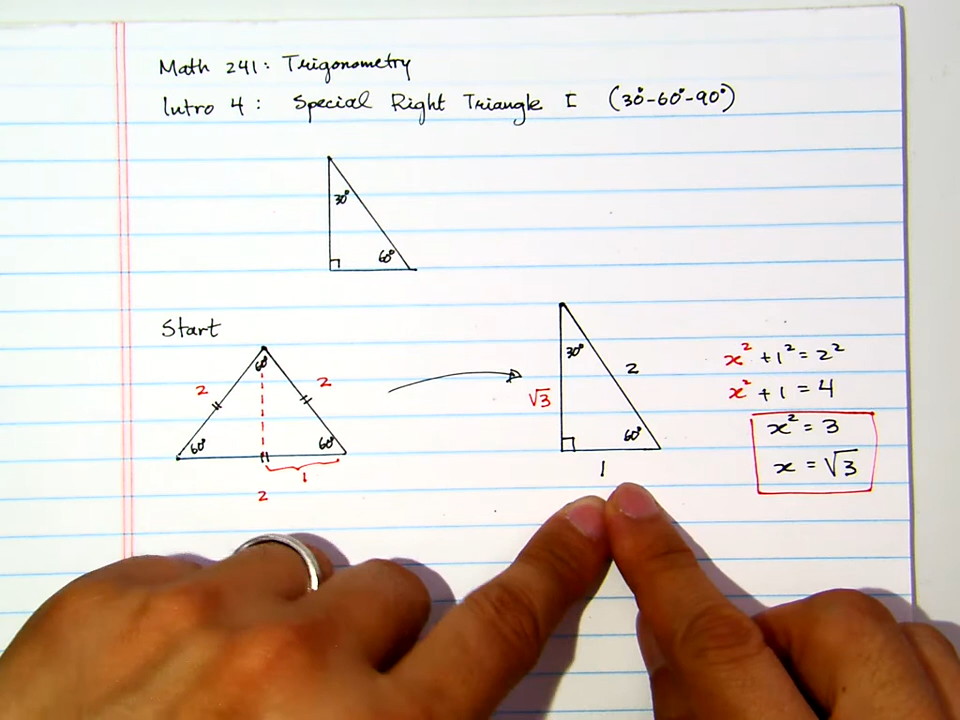 Math 241: Trigonometry
Intro 4: Special Right Triangle I (30°-60°-90°)
30°
60°
Start
60°
2
2
60°
60°
1
2
30°
2
√3
60°
1
x² + 1² = 2²
x² + 1 = 4
x² = 3
x = √3